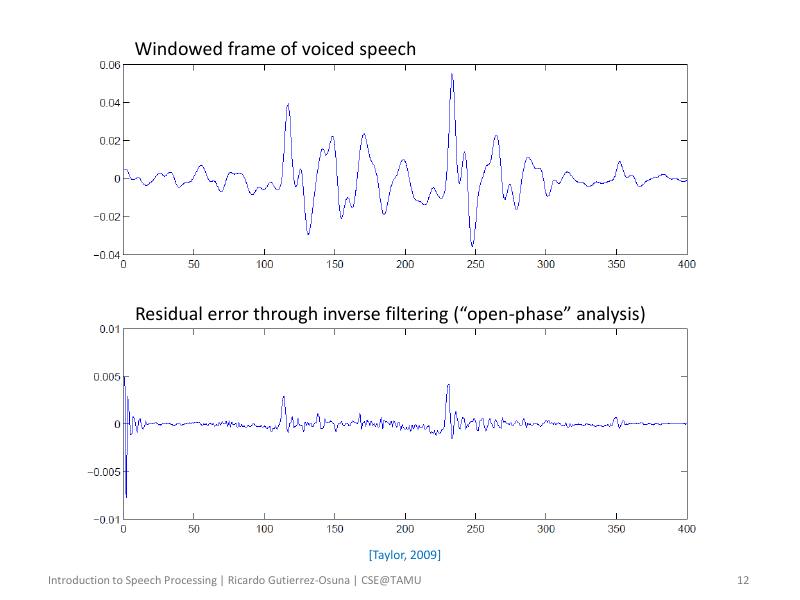 Windowed frame of voiced speech
0.06
0.04
0.02
0
−0.02
−0.04
0 50 100 150 200 250 300 350 400
Residual error through inverse filtering (“open-phase” analysis)
0.01
0.005
0
−0.005
−0.01
0 50 100 150 200 250 300 350 400
[Taylor, 2009]
Introduction to Speech Processing | Ricardo Gutierrez-Osuna | CSE@TAMU 12